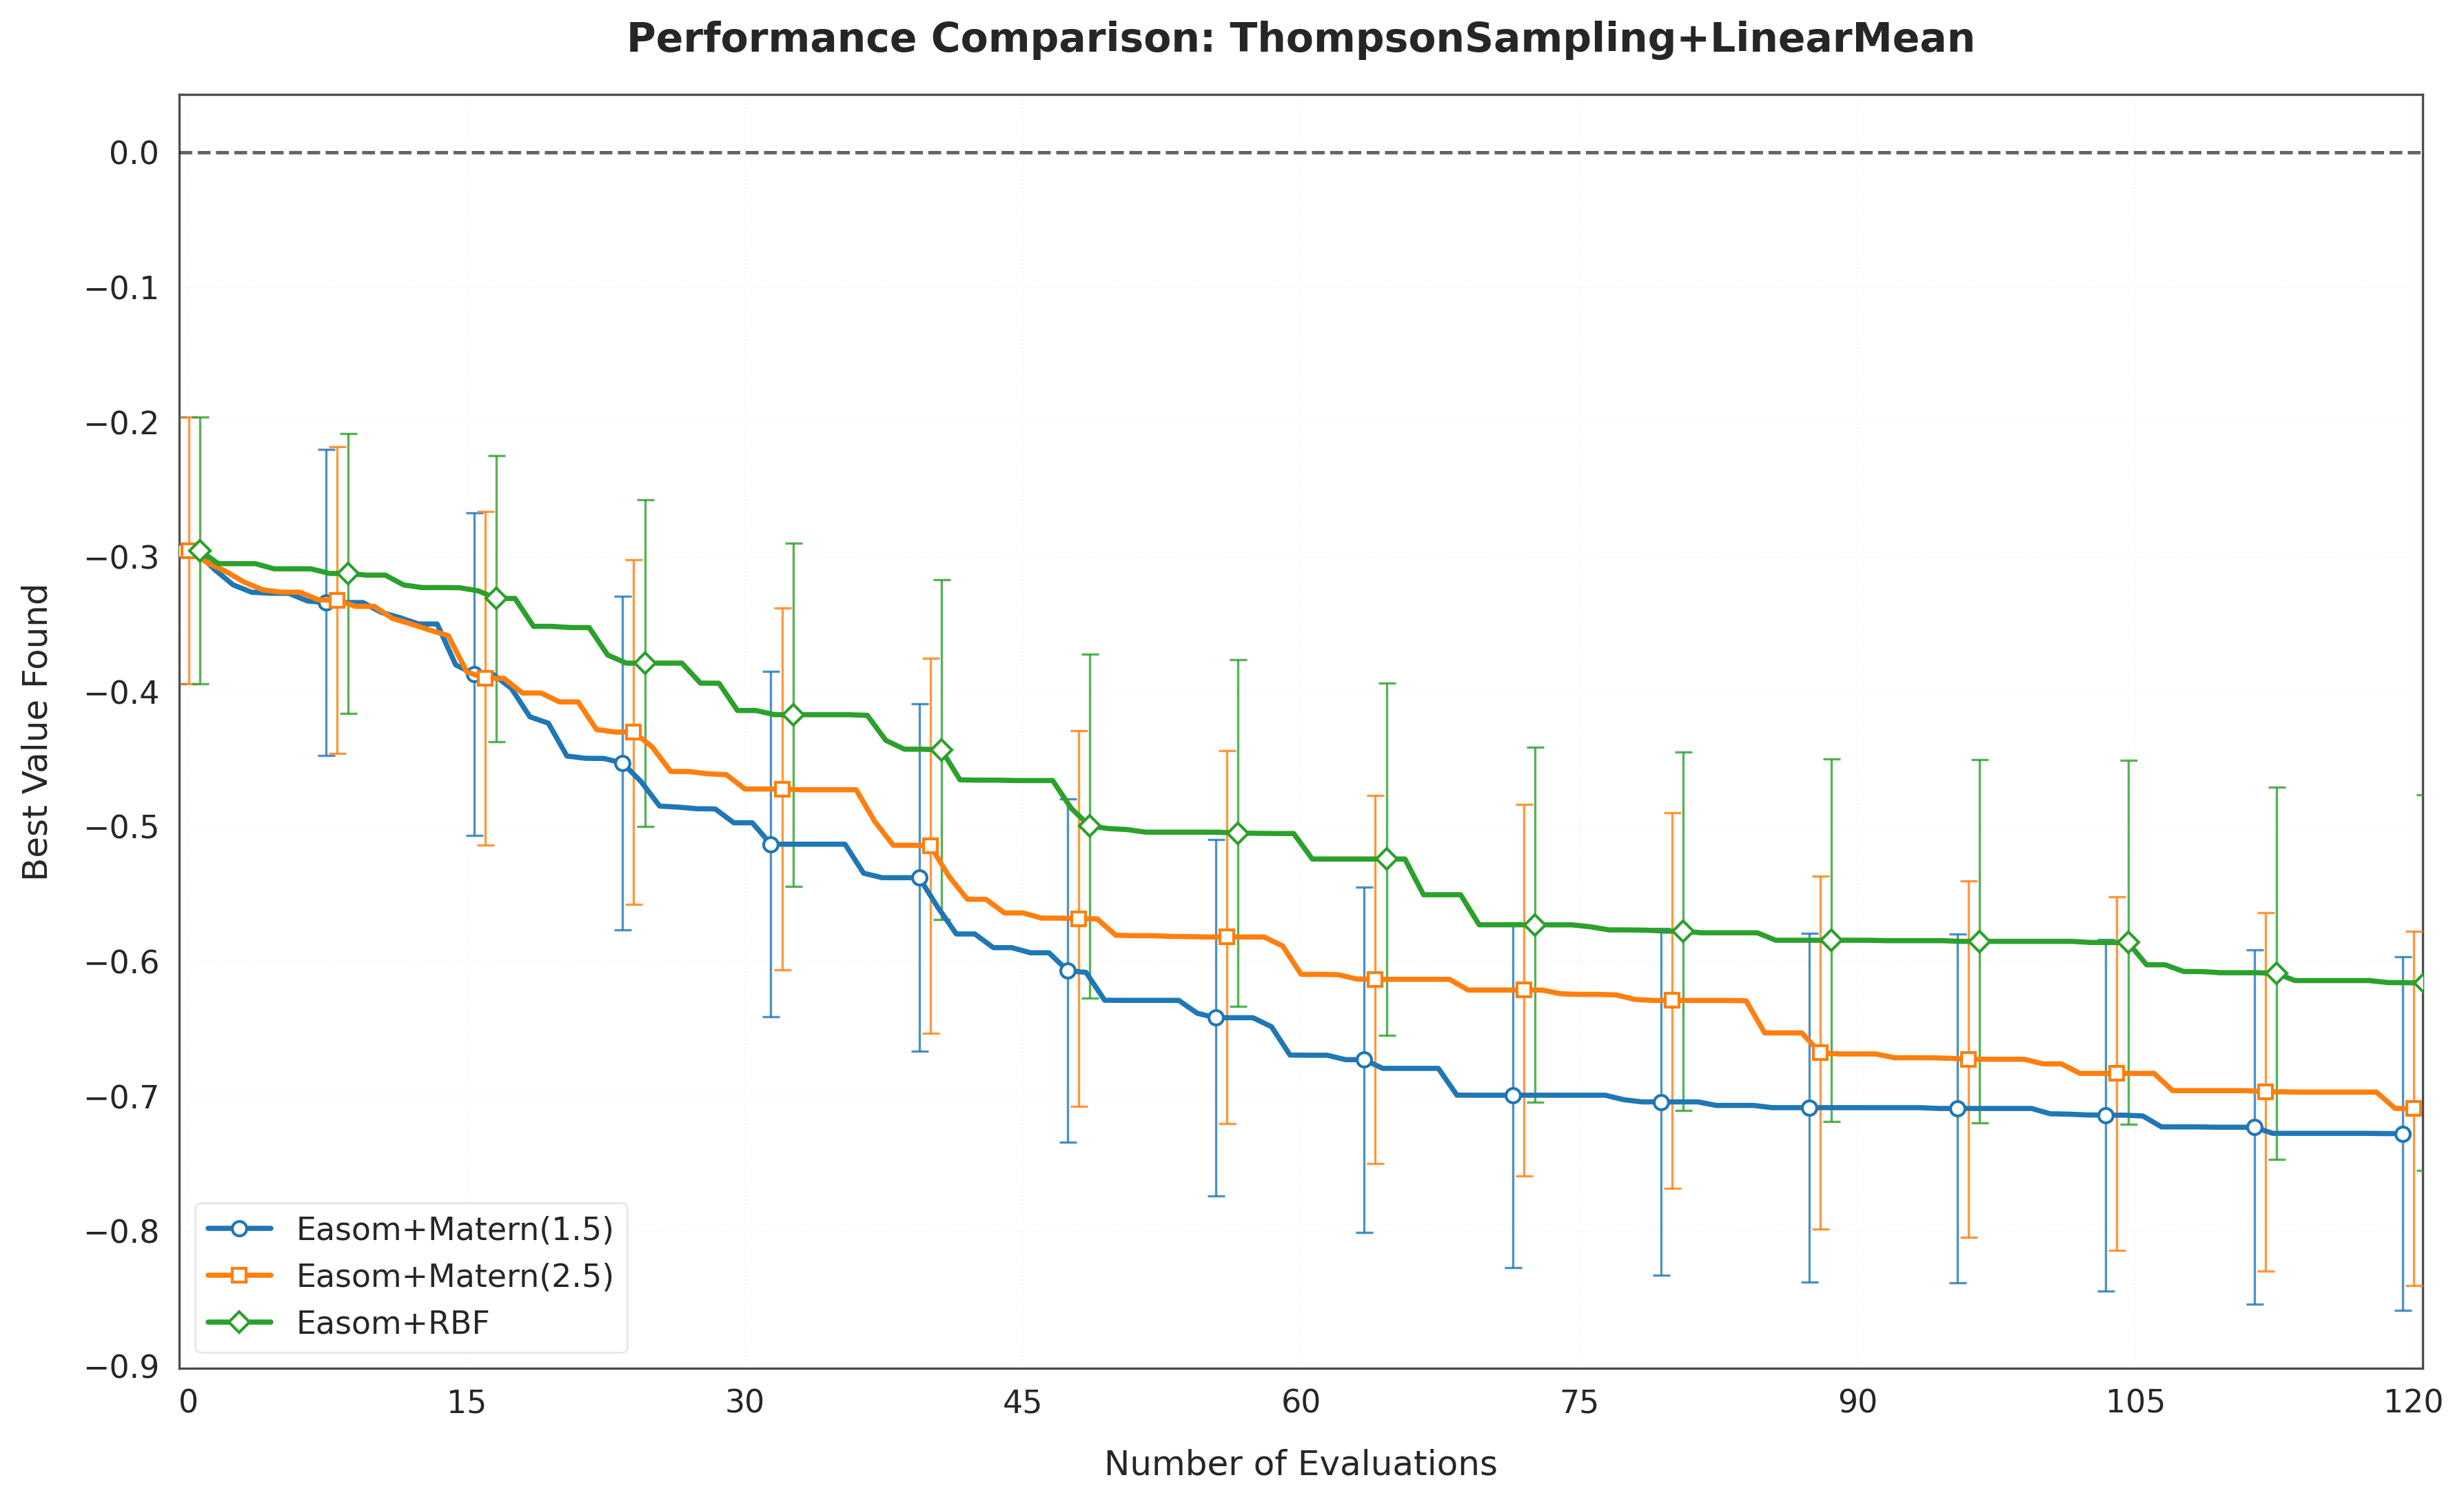 Performance Comparison: ThompsonSampling+LinearMean
0.0
−0.1
−0.2
−0.3
−0.4
−0.5
−0.6
−0.7
−0.8
−0.9
Best Value Found
Easom+Matern(1.5)
Easom+Matern(2.5)
Easom+RBF
0 15 30 45 60 75 90 105 120
Number of Evaluations